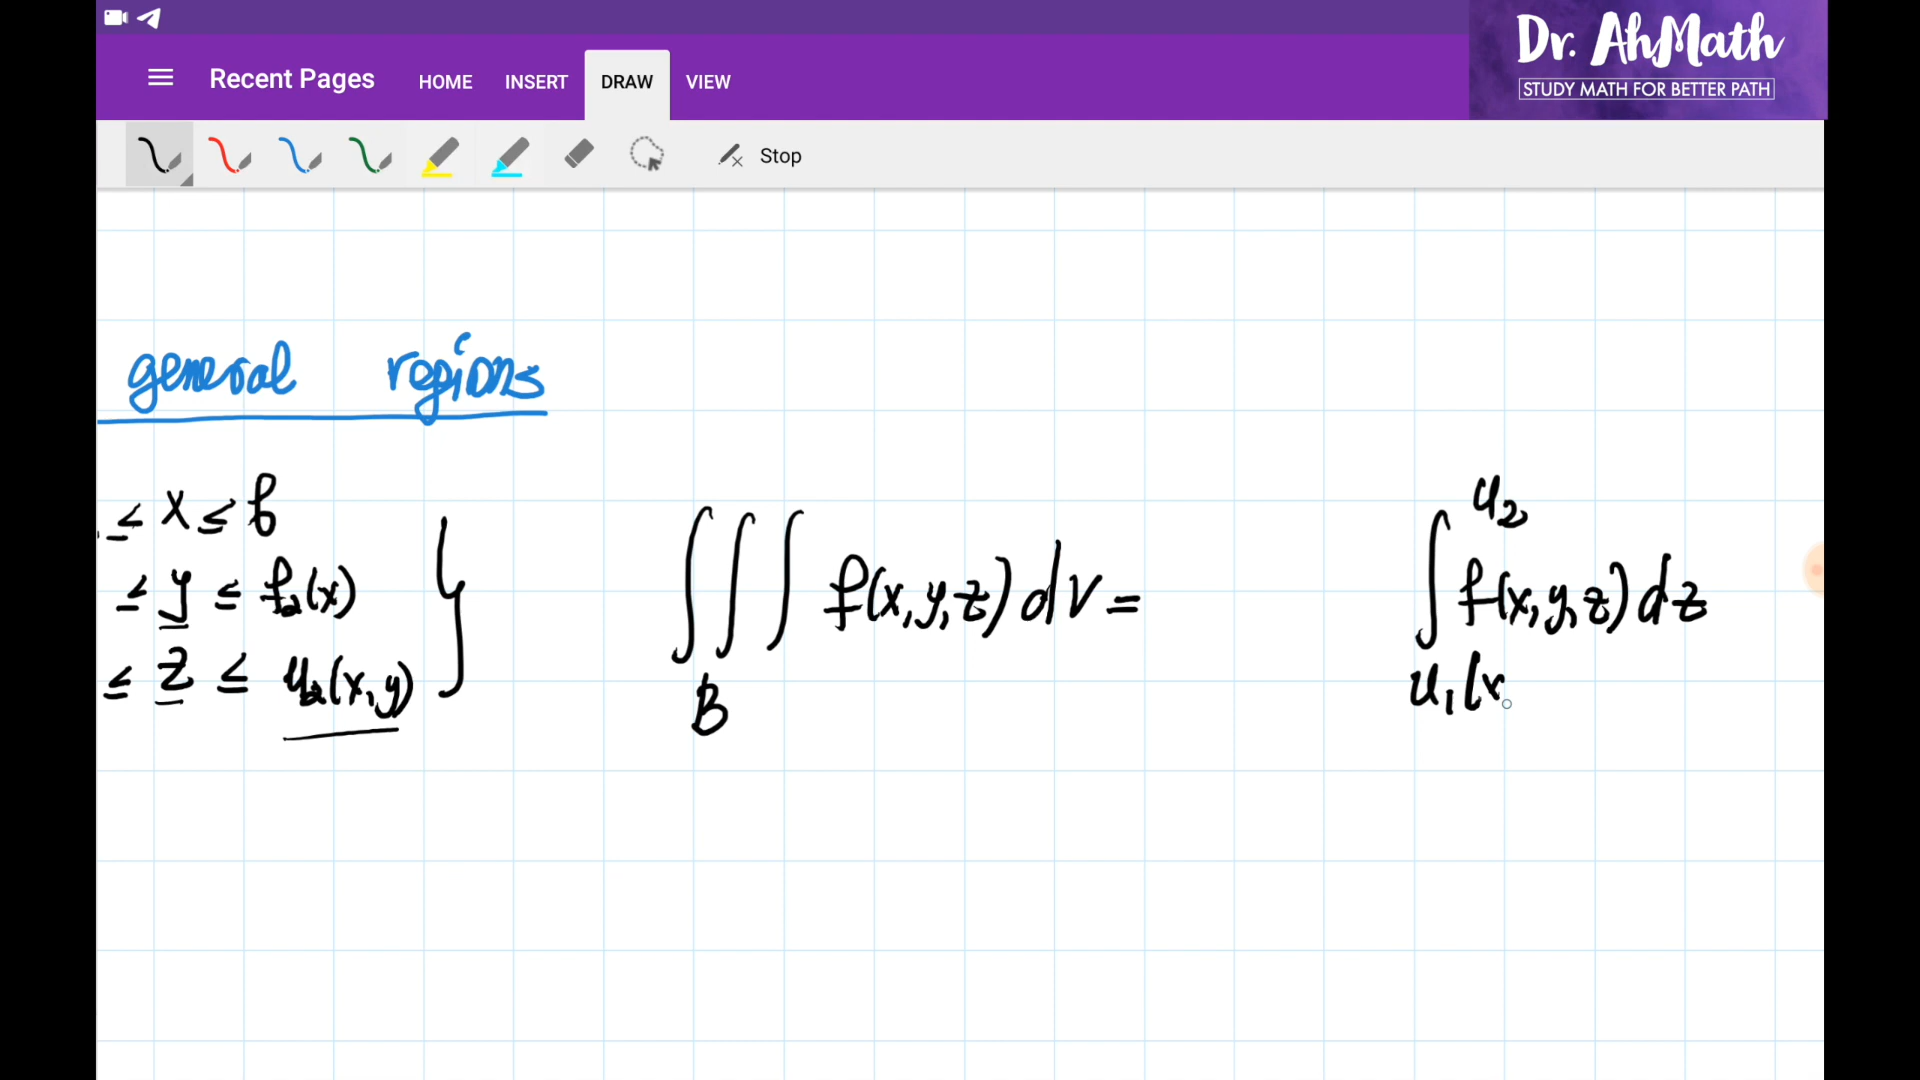 Dr. AhMath
STUDY MATH FOR BETTER PATH
Recent Pages HOME INSERT DRAW VIEW
Stop
general regions
≤ x ≤ b
≤ y ≤ f₂(x)
≤ z ≤ u₂(x,y)
∭ f(x,y,z) dV =
B
u₂
∫ f(x,y,z) dz
u₁(x